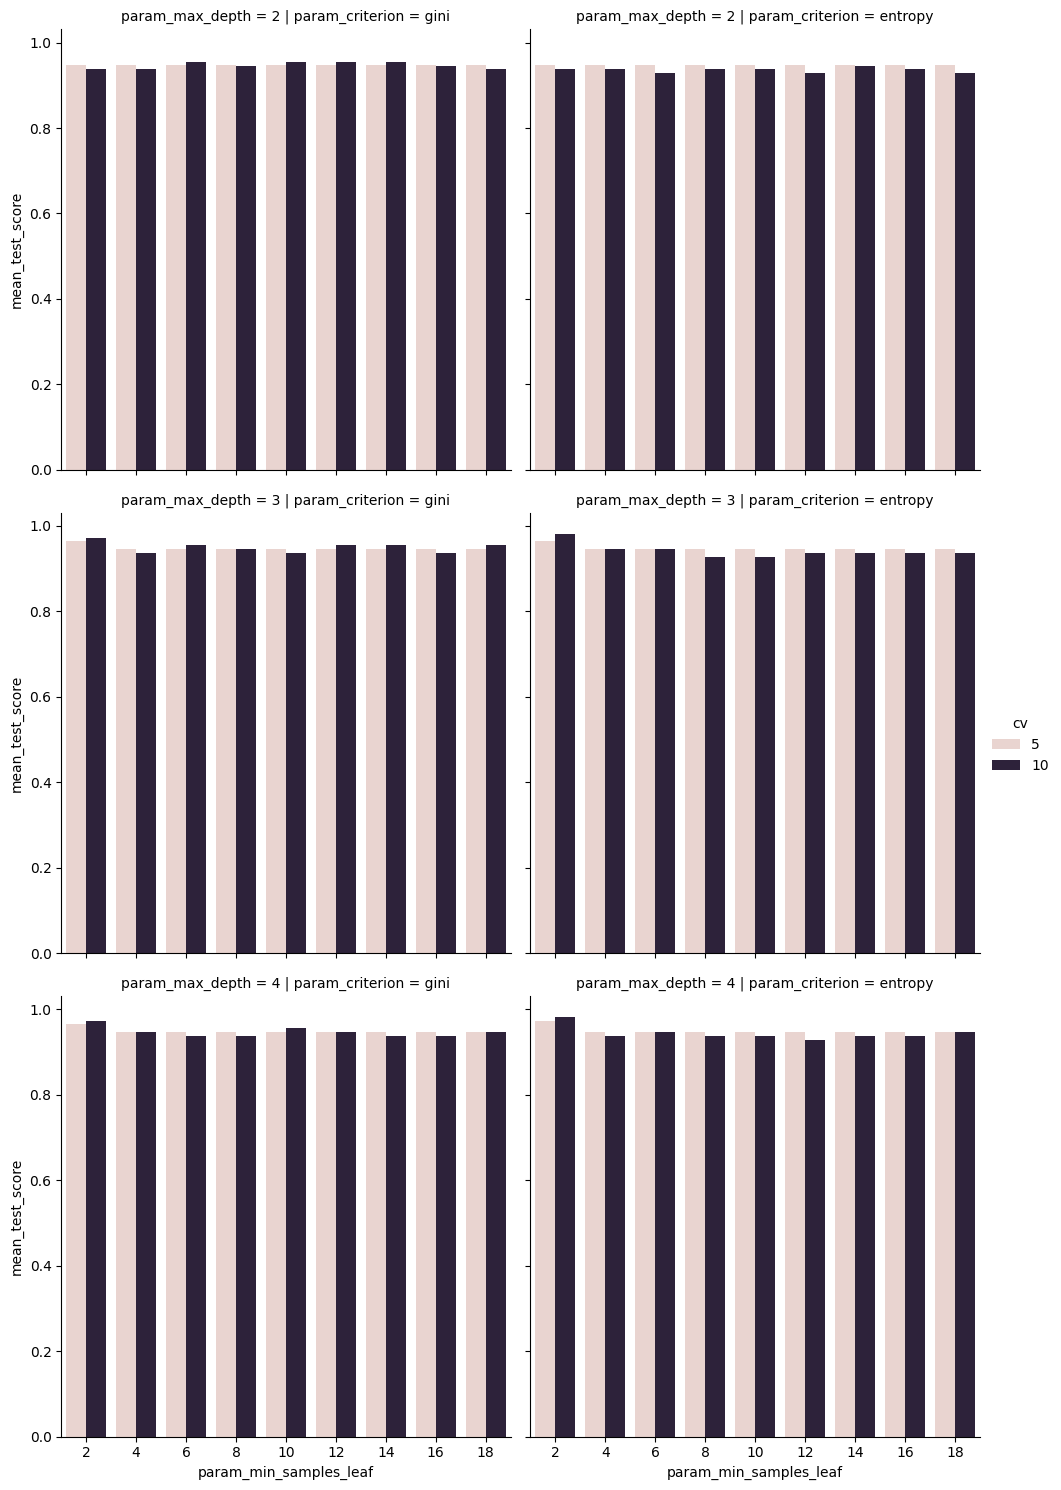 param_max_depth = 2 | param_criterion = gini
param_max_depth = 2 | param_criterion = entropy
1.0
0.8
0.6
0.4
0.2
0.0
mean_test_score
param_max_depth = 3 | param_criterion = gini
param_max_depth = 3 | param_criterion = entropy
1.0
0.8
0.6
0.4
0.2
0.0
mean_test_score
cv
5
10
param_max_depth = 4 | param_criterion = gini
param_max_depth = 4 | param_criterion = entropy
1.0
0.8
0.6
0.4
0.2
0.0
mean_test_score
2 4 6 8 10 12 14 16 18
param_min_samples_leaf
2 4 6 8 10 12 14 16 18
param_min_samples_leaf